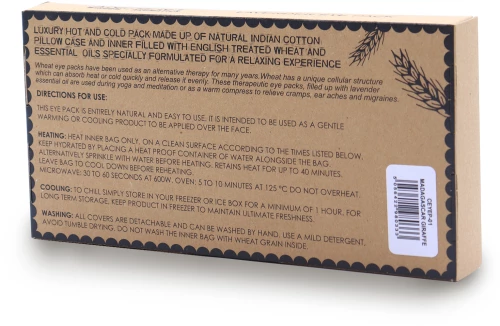 LUXURY HOT AND COLD PACK MADE UP OF NATURAL INDIAN COTTON
PILLOW CASE AND INNER FILLED WITH ENGLISH TREATED WHEAT AND
ESSENTIAL OILS SPECIALLY FORMULATED FOR A RELAXING EXPERIENCE
Wheat eye packs have been used as an alternative therapy for many years.Wheat has a unique cellular structure
which can absorb heat or cold quickly and release it evenly. These therapeutic eye packs, filled up with lavender
essential oil are used during yoga and meditation or as a warm compress to relieve cramps, ear aches and migraines.
DIRECTIONS FOR USE:
THIS EYE PACK IS ENTIRELY NATURAL AND EASY TO USE. IT IS INTENDED TO BE USED AS A GENTLE
WARMING OR COOLING PRODUCT TO BE APPLIED OVER THE FACE.
HEATING: HEAT INNER BAG ONLY, ON A CLEAN SURFACE ACCORDING TO THE TIMES LISTED BELOW.
KEEP HYDRATED BY PLACING A HEAT PROOF CONTAINER OF WATER ALONGSIDE THE BAG.
ALTERNATIVELY SPRINKLE WITH WATER BEFORE HEATING. RETAINS HEAT FOR UP TO 40 MINUTES.
LEAVE BAG TO COOL DOWN BEFORE REHEATING.
MICROWAVE: 30 TO 60 SECONDS AT 600W. OVEN: 5 TO 10 MINUTES AT 125 °C DO NOT OVERHEAT.
COOLING: TO CHILL SIMPLY STORE IN YOUR FREEZER OR ICE BOX FOR A MINIMUM OF 1 HOUR. FOR
LONG TERM STORAGE, KEEP PRODUCT IN FREEZER TO MAINTAIN ULTIMATE FRESHNESS.
WASHING: ALL COVERS ARE DETACHABLE AND CAN BE WASHED BY HAND. USE A MILD DETERGENT.
AVOID TUMBLE DRYING. DO NOT WASH THE INNER BAG WITH WHEAT GRAIN INSIDE.
CEYEP-01
MADAGASCAR GIRAFFE